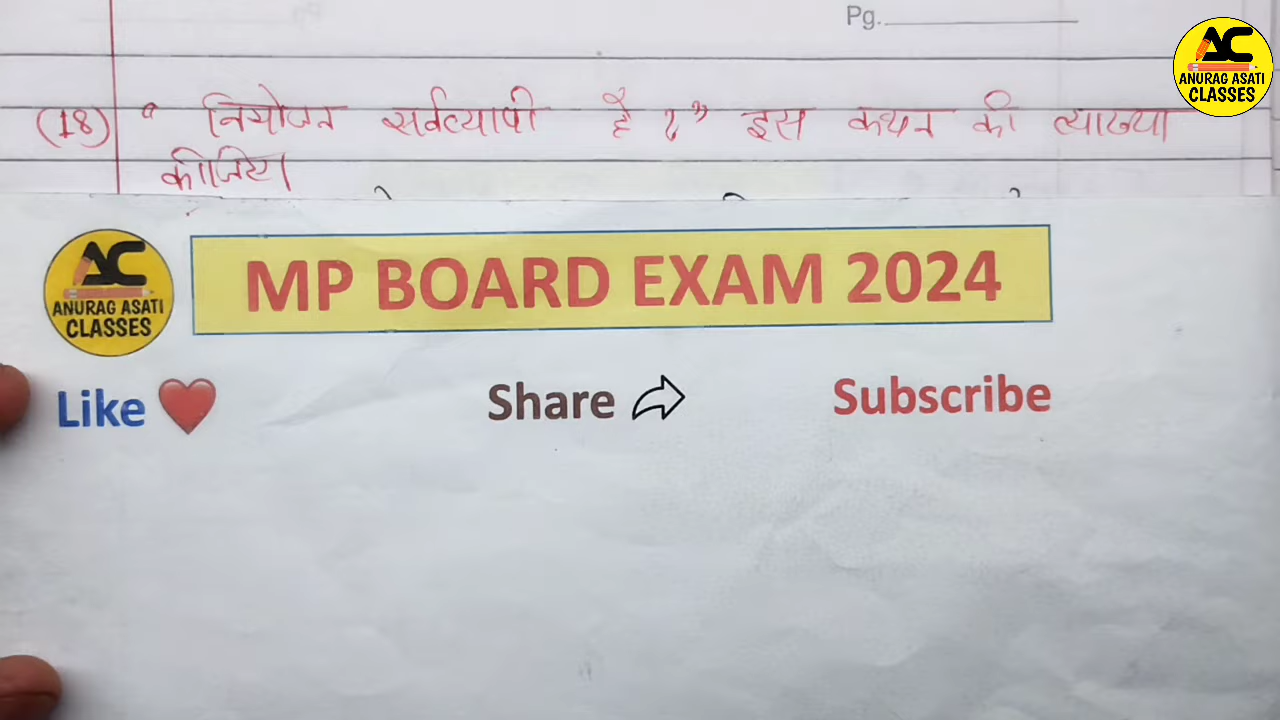 Pg.
AC
ANURAG ASATI
CLASSES
(18) " नियोजन सर्वव्यापी है ?" इस कथन की व्याख्या
कीजिए
AC
ANURAG ASATI
CLASSES
MP BOARD EXAM 2024
Like Share Subscribe